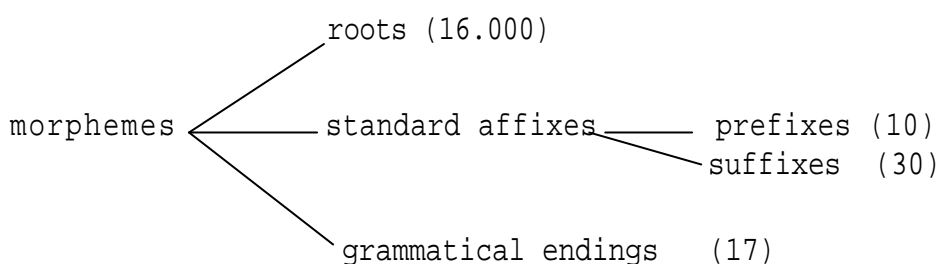 roots (16.000)
morphemes standard affixes prefixes (10)
suffixes (30)
grammatical endings (17)